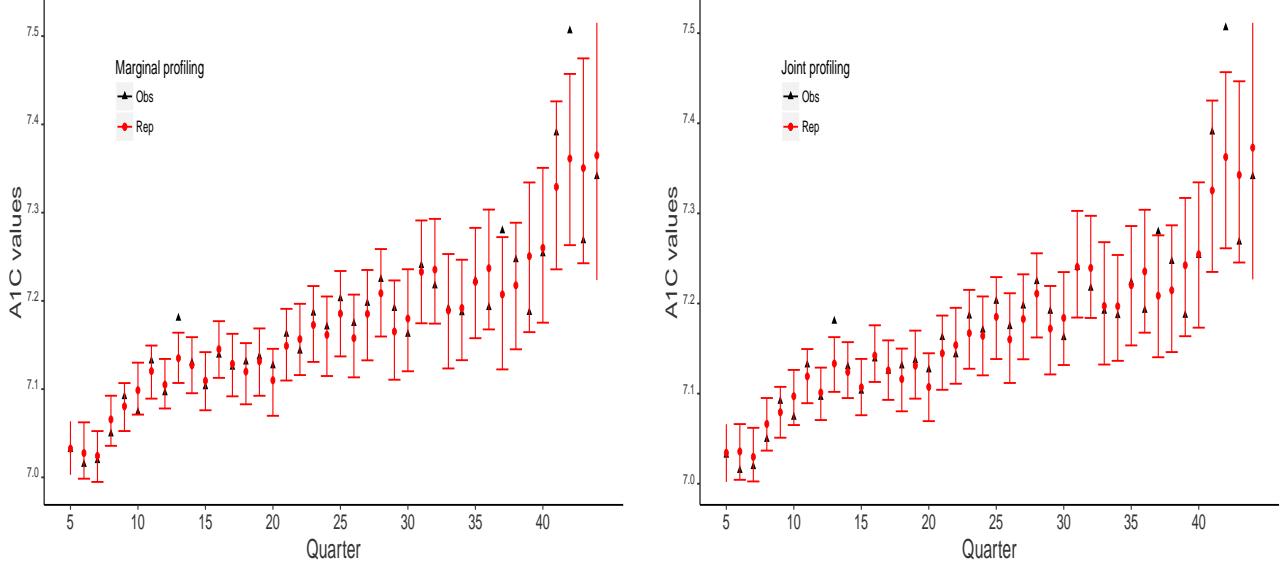 Marginal profiling
Obs
Rep
A1C values
7.5
7.4
7.3
7.2
7.1
7.0
5 10 15 20 25 30 35 40
Quarter
Joint profiling
Obs
Rep
A1C values
7.5
7.4
7.3
7.2
7.1
7.0
5 10 15 20 25 30 35 40
Quarter